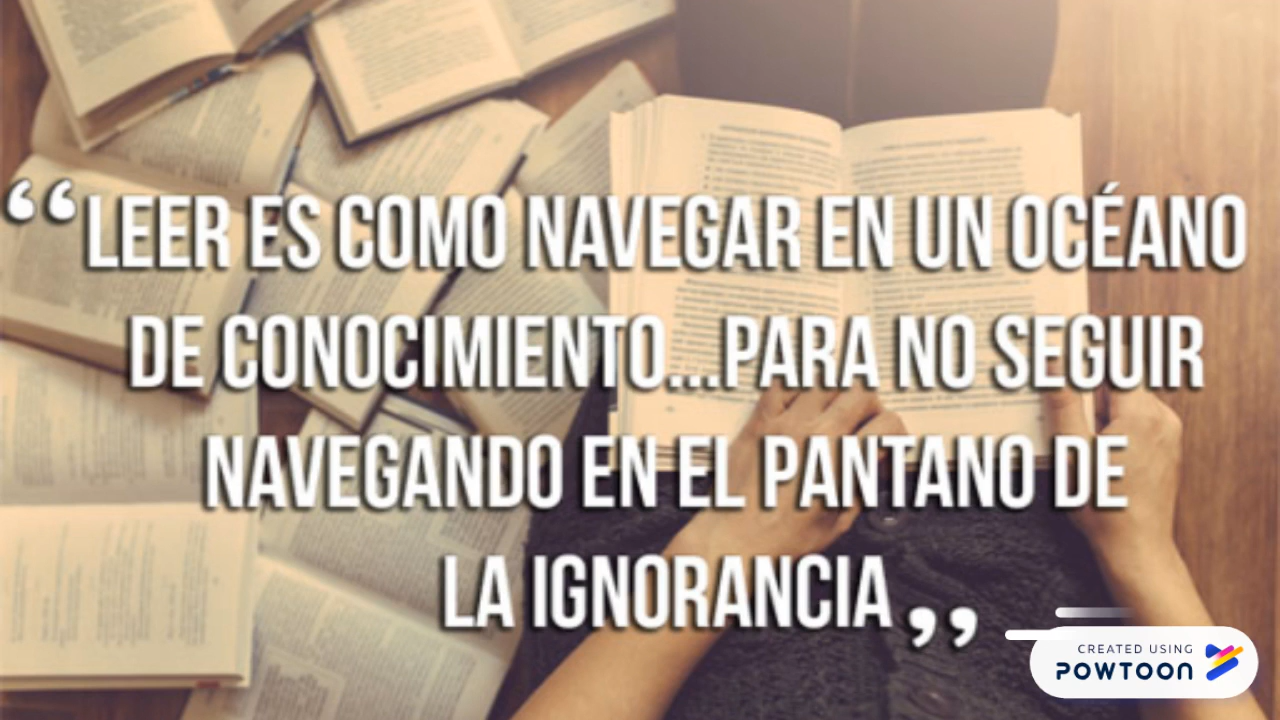 “LEER ES COMO NAVEGAR EN UN OCÉANO
DE CONOCIMIENTO...PARA NO SEGUIR
NAVEGANDO EN EL PANTANO DE
LA IGNORANCIA”
CREATED USING
POWTOON